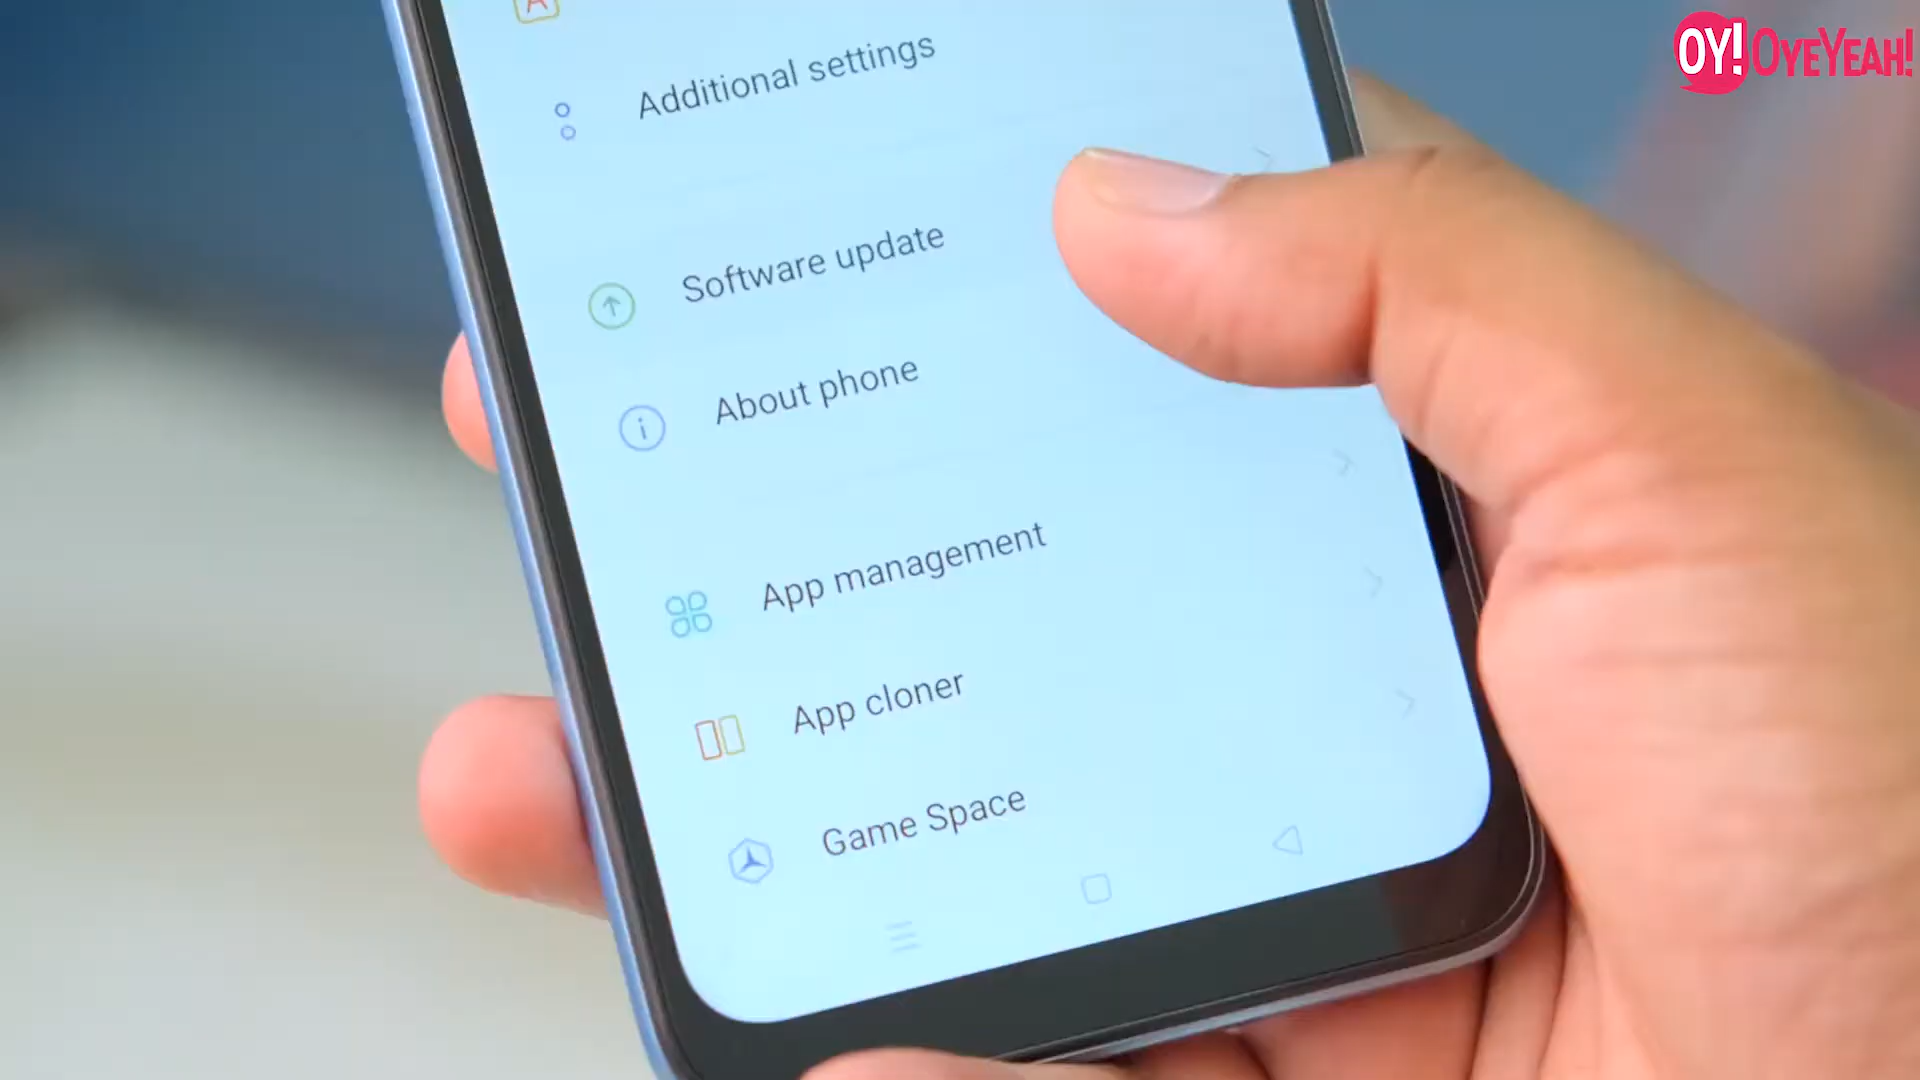 OY! OYEYEAH!
A
Additional settings
Software update
About phone
App management
App cloner
Game Space